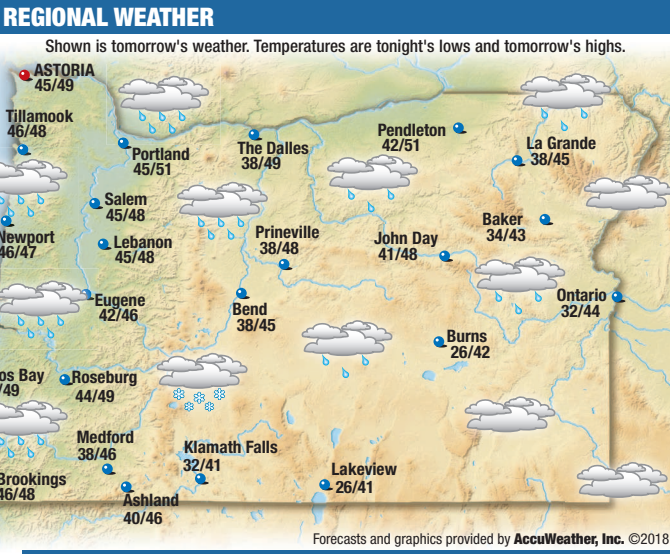 REGIONAL WEATHER
Shown is tomorrow's weather. Temperatures are tonight's lows and tomorrow's highs.
ASTORIA
45/49
Tillamook
46/48
Portland
45/51
The Dalles
38/49
Pendleton
42/51
La Grande
38/45
Salem
45/48
Newport
46/47
Lebanon
45/48
Prineville
38/48
John Day
41/48
Baker
34/43
Eugene
42/46
Bend
38/45
Ontario
32/44
Burns
26/42
os Bay
/49
Roseburg
44/49
Medford
38/46
Klamath Falls
32/41
Lakeview
26/41
Brookings
46/48
Ashland
40/46
Forecasts and graphics provided by AccuWeather, Inc. ©2018